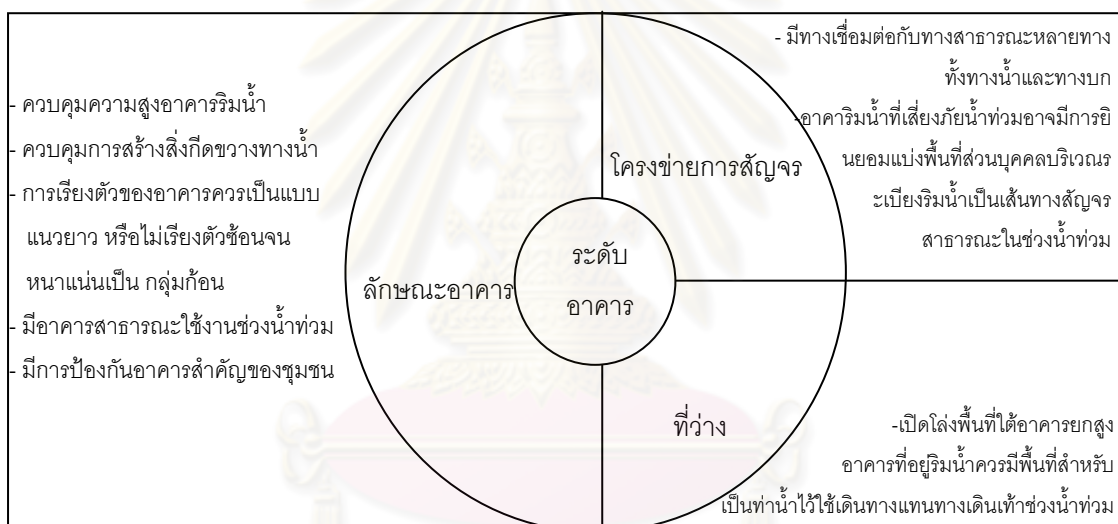 - ควบคุมความสูงอาคารริมน้ำ
- ควบคุมการสร้างสิ่งกีดขวางทางน้ำ
- การเรียงตัวของอาคารควรเป็นแบบ
แนวยาว หรือไม่เรียงตัวซ้อนจน
หนาแน่นเป็น กลุ่มก้อน
- มีอาคารสาธารณะใช้งานช่วงน้ำท่วม
- มีการป้องกันอาคารสำคัญของชุมชน
ลักษณะอาคาร
ระดับ
อาคาร
โครงข่ายการสัญจร
- มีทางเชื่อมต่อกับทางสาธารณะหลายทาง
ทั้งทางน้ำและทางบก
-อาคาริมน้ำที่เสี่ยงภัยน้ำท่วมอาจมีการยิ
นยอมแบ่งพื้นที่ส่วนบุคคลบริเวณร
ะเบียงริมน้ำเป็นเส้นทางสัญจร
สาธารณะในช่วงน้ำท่วม
ที่ว่าง
-เปิดโล่งพื้นที่ใต้อาคารยกสูง
อาคารที่อยู่ริมน้ำควรมีพื้นที่สำหรับ
เป็นท่าน้ำไว้ใช้เดินทางแทนทางเดินเท้าช่วงน้ำท่วม